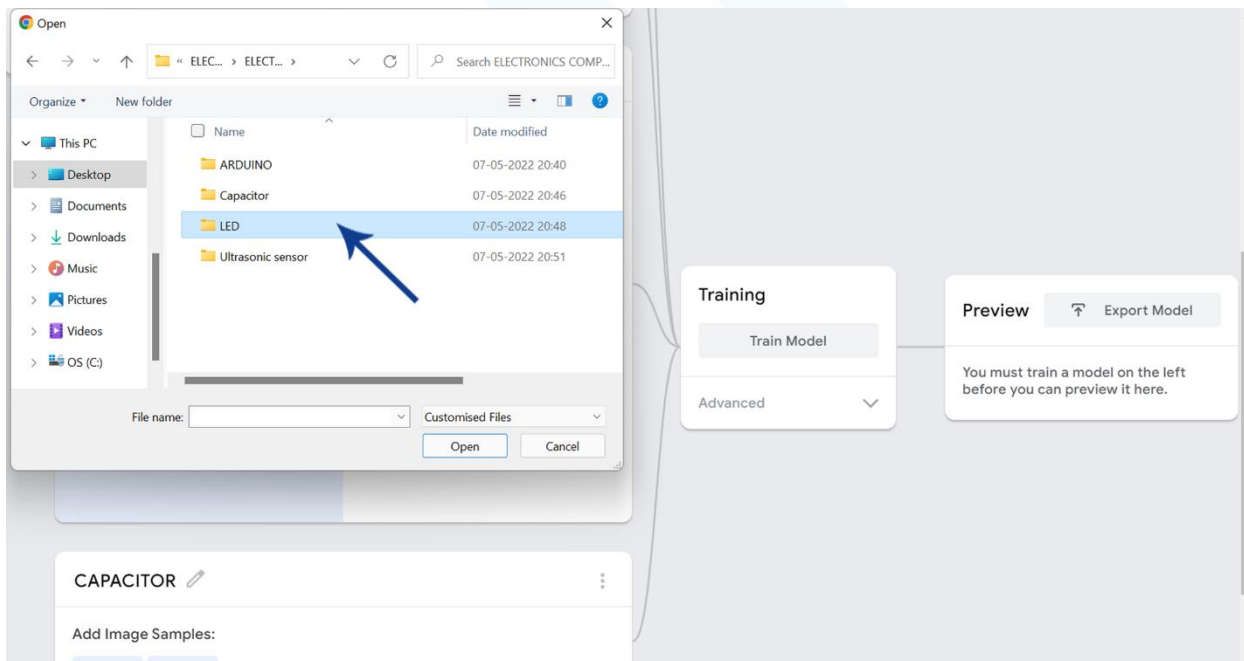 Open
« ELEC... › ELECT... ›
Search ELECTRONICS COMP...
Organize
New folder
Name
Date modified
This PC
Desktop
Documents
Downloads
Music
Pictures
Videos
OS (C:)
ARDUINO 07-05-2022 20:40
Capacitor 07-05-2022 20:46
LED 07-05-2022 20:48
Ultrasonic sensor 07-05-2022 20:51
File name:
Customised Files
Open
Cancel
CAPACITOR
Add Image Samples:
Training
Train Model
Advanced
Preview
Export Model
You must train a model on the left
before you can preview it here.